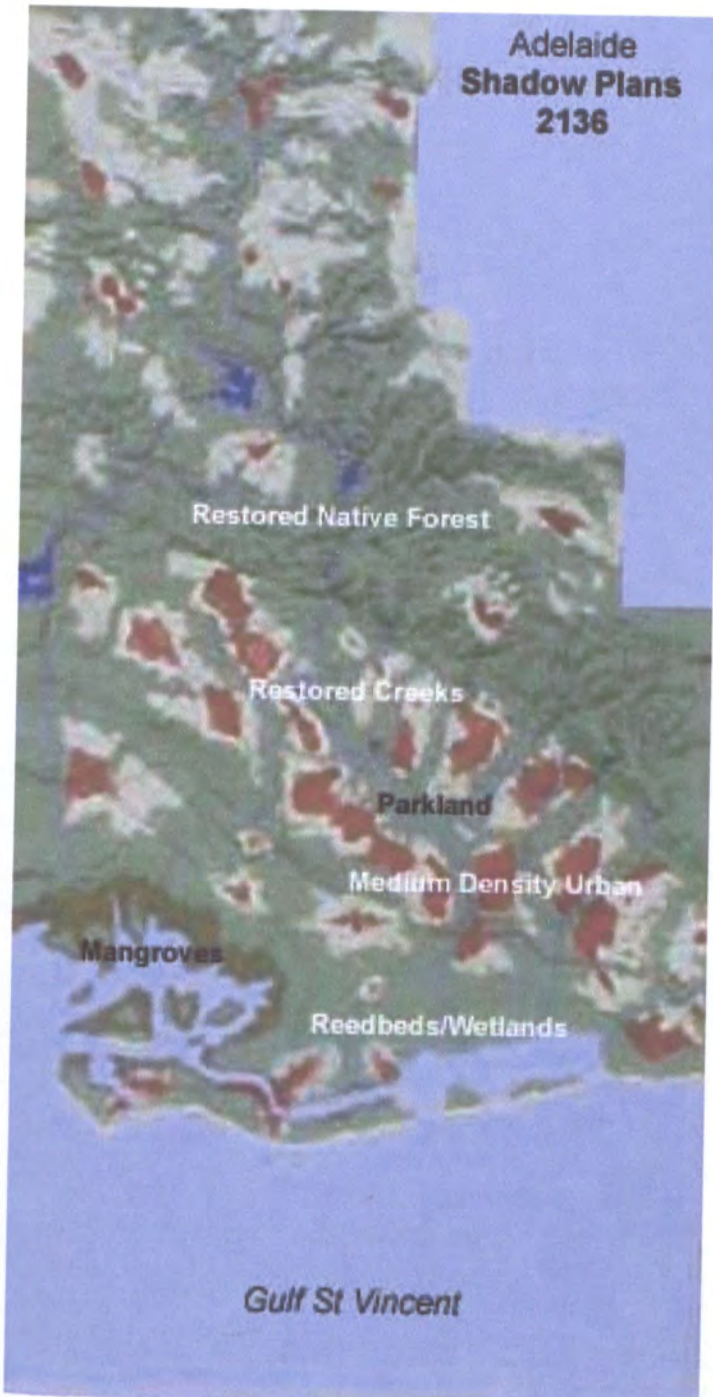 Adelaide
Shadow Plans
2136
Restored Native Forest
Restored Creeks
Parkland
Medium Density Urban
Mangroves
Reedbeds/Wetlands
Gulf St Vincent